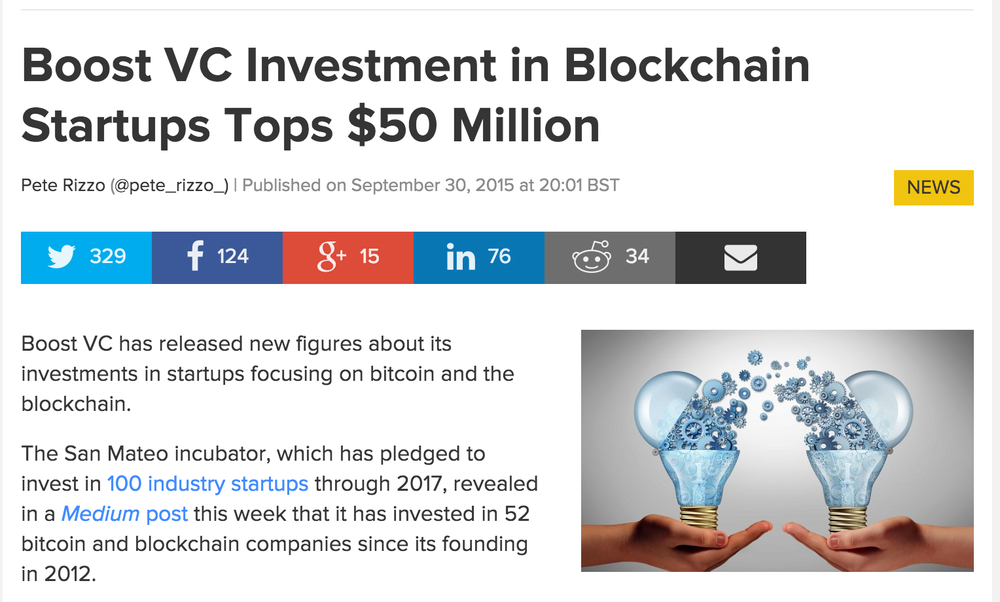 Boost VC Investment in Blockchain
Startups Tops $50 Million
Pete Rizzo (@pete_rizzo_) | Published on September 30, 2015 at 20:01 BST
NEWS
329
124
g+ 15
in 76
34
Boost VC has released new figures about its
investments in startups focusing on bitcoin and the
blockchain.
The San Mateo incubator, which has pledged to
invest in 100 industry startups through 2017, revealed
in a Medium post this week that it has invested in 52
bitcoin and blockchain companies since its founding
in 2012.